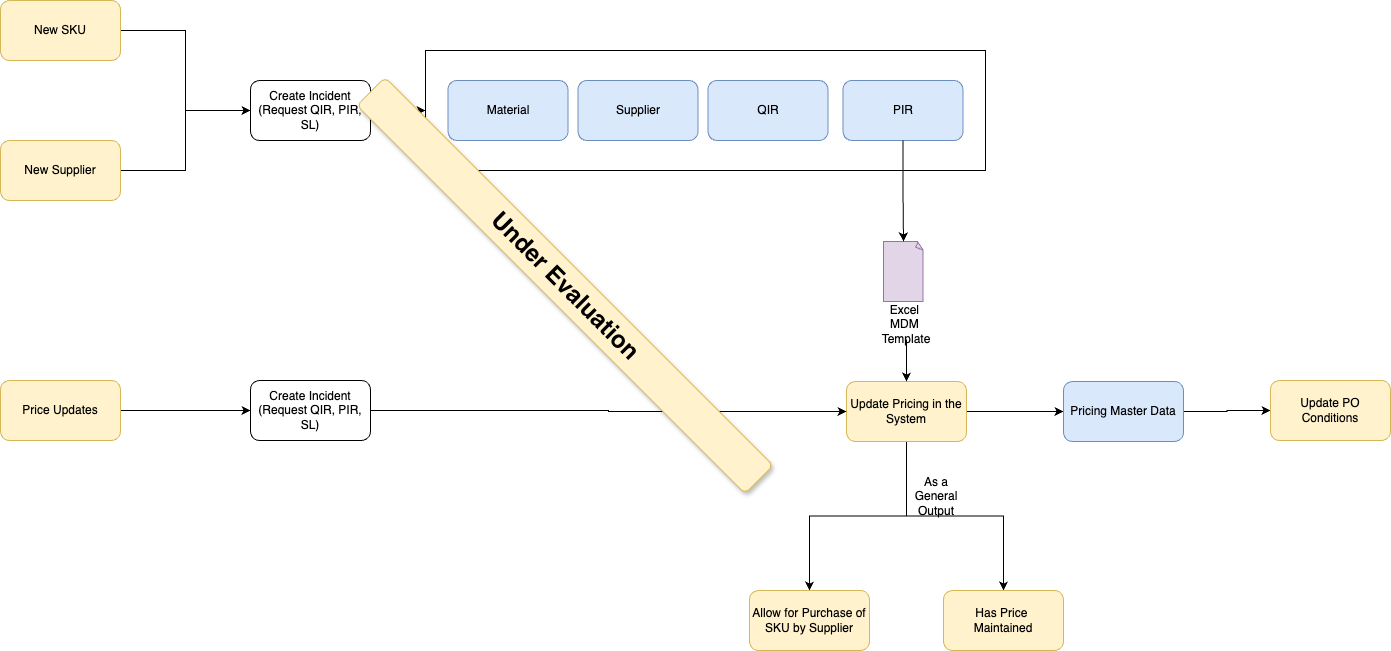 New SKU
Create Incident
(Request QIR, PIR,
SL)
Material
Supplier
QIR
PIR
New Supplier
Under Evaluation
Excel
MDM
Template
Price Updates
Create Incident
(Request QIR, PIR,
SL)
Update Pricing in the
System
Pricing Master Data
Update PO
Conditions
As a
General
Output
Allow for Purchase of
SKU by Supplier
Has Price
Maintained